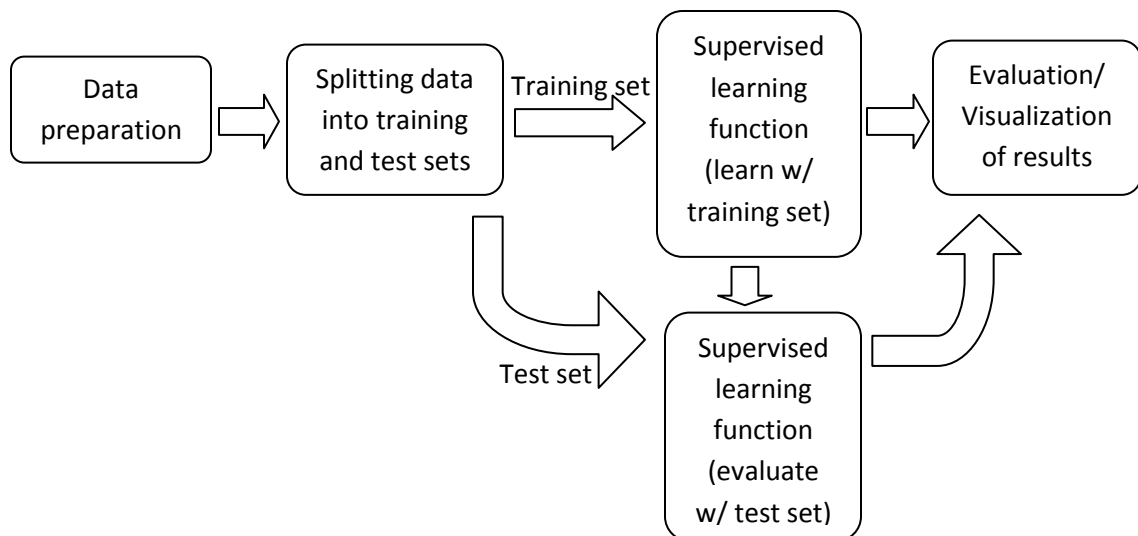 Data
preparation
Splitting data
into training
and test sets
Training set
Supervised
learning
function
(learn w/
training set)
Evaluation/
Visualization
of results
Test set
Supervised
learning
function
(evaluate
w/ test set)